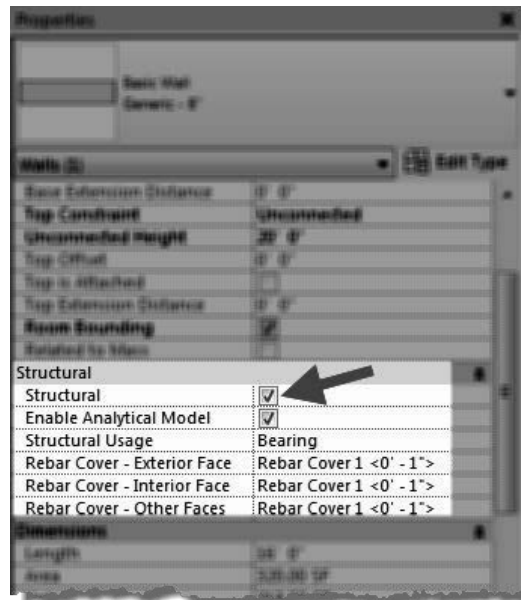 Properties
Basic Wall
Generic - 8"
Walls (1)
Edit Type
Base Extension Distance 0' 0"
Top Constraint Unconnected
Unconnected Height 20' 0"
Top Offset 0' 0"
Top is Attached
Top Extension Distance 0' 0"
Room Bounding
Related to Mass
Structural
Structural
Enable Analytical Model
Structural Usage Bearing
Rebar Cover - Exterior Face Rebar Cover 1 <0' - 1">
Rebar Cover - Interior Face Rebar Cover 1 <0' - 1">
Rebar Cover - Other Faces Rebar Cover 1 <0' - 1">
Dimensions
Length
Area